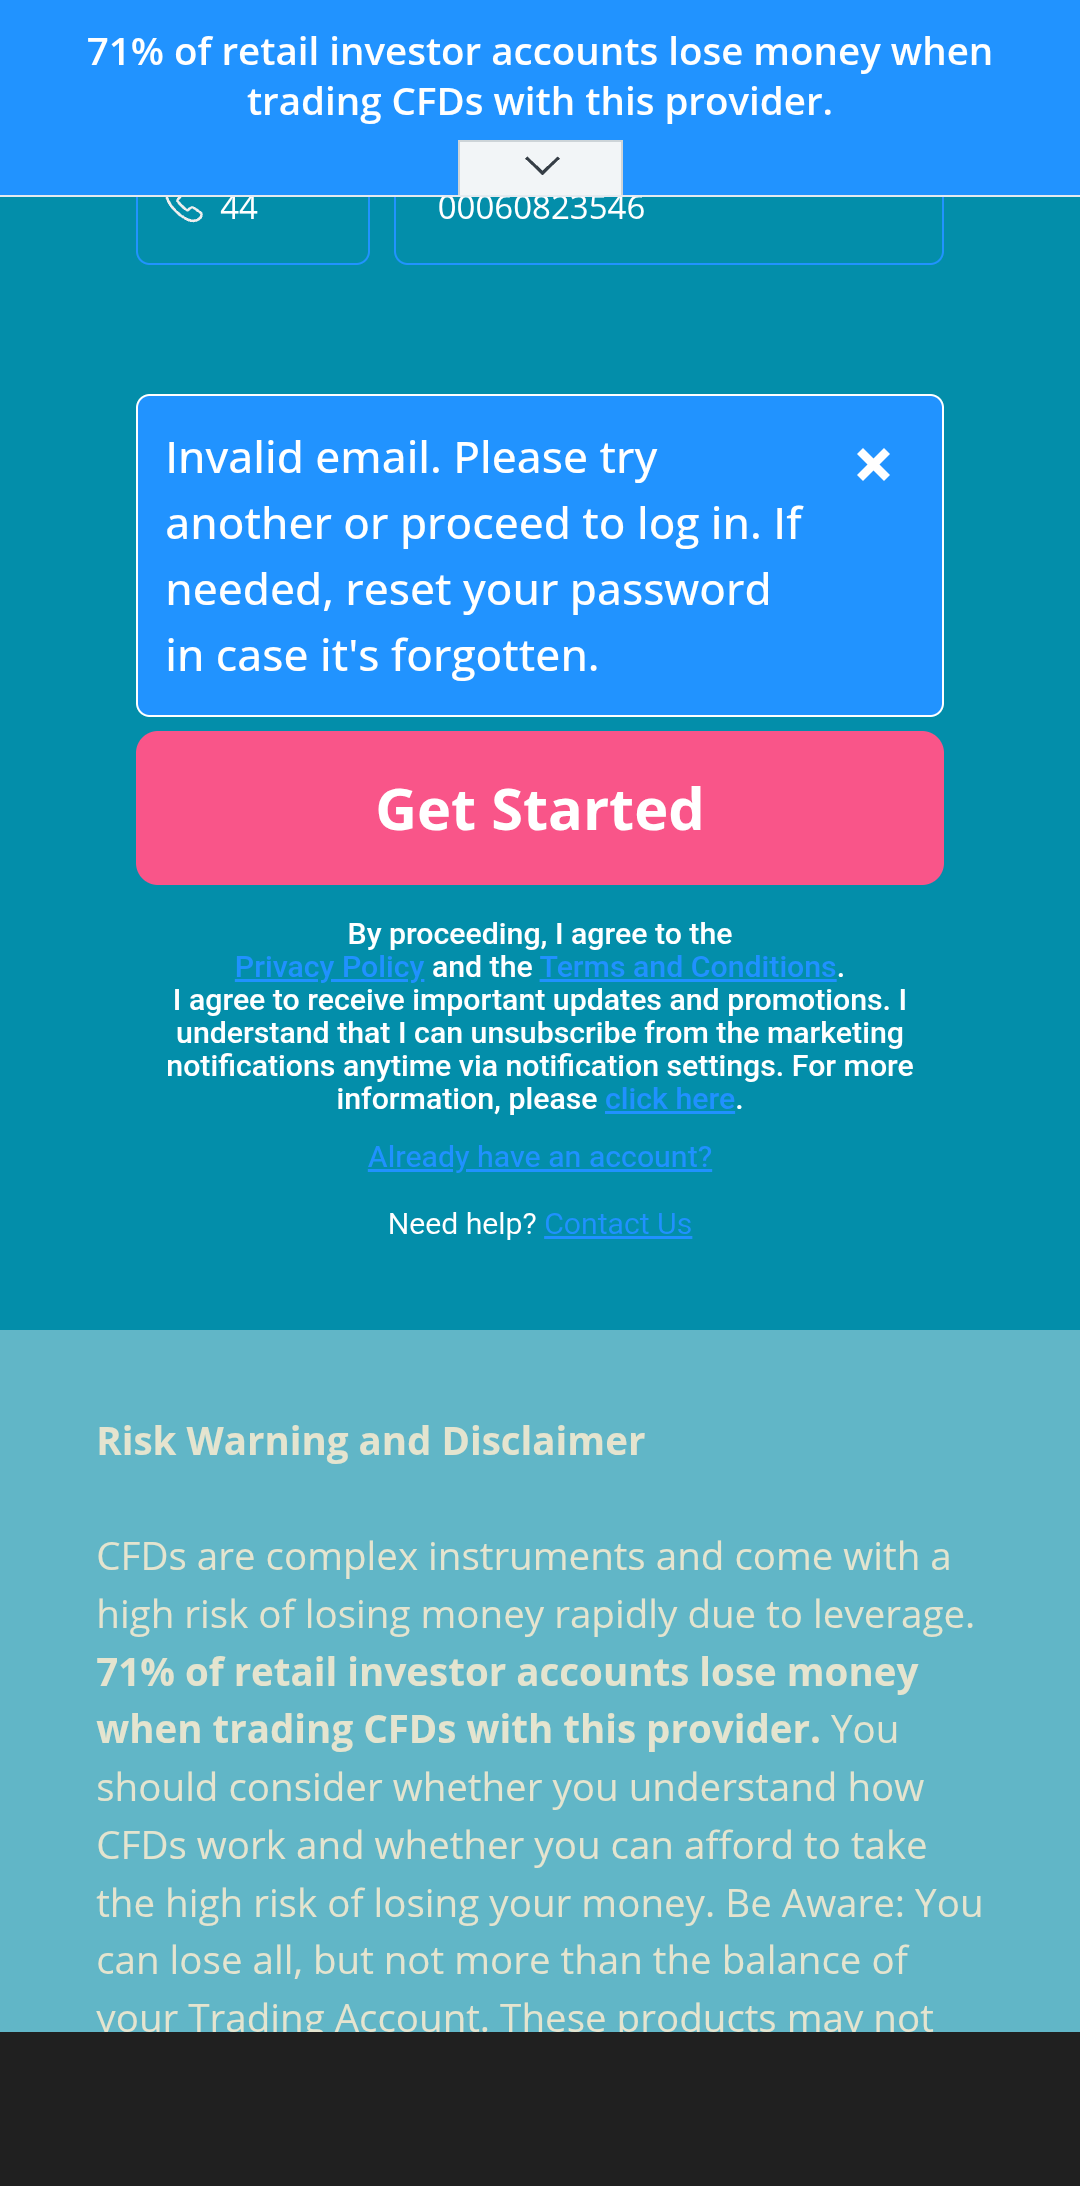 71% of retail investor accounts lose money when
trading CFDs with this provider.
44
00060823546
Invalid email. Please try
another or proceed to log in. If
needed, reset your password
in case it's forgotten.
Get Started
By proceeding, I agree to the
Privacy Policy and the Terms and Conditions.
I agree to receive important updates and promotions. I
understand that I can unsubscribe from the marketing
notifications anytime via notification settings. For more
information, please click here.
Already have an account?
Need help? Contact Us
Risk Warning and Disclaimer
CFDs are complex instruments and come with a
high risk of losing money rapidly due to leverage.
71% of retail investor accounts lose money
when trading CFDs with this provider. You
should consider whether you understand how
CFDs work and whether you can afford to take
the high risk of losing your money. Be Aware: You
can lose all, but not more than the balance of
your Trading Account. These products may not